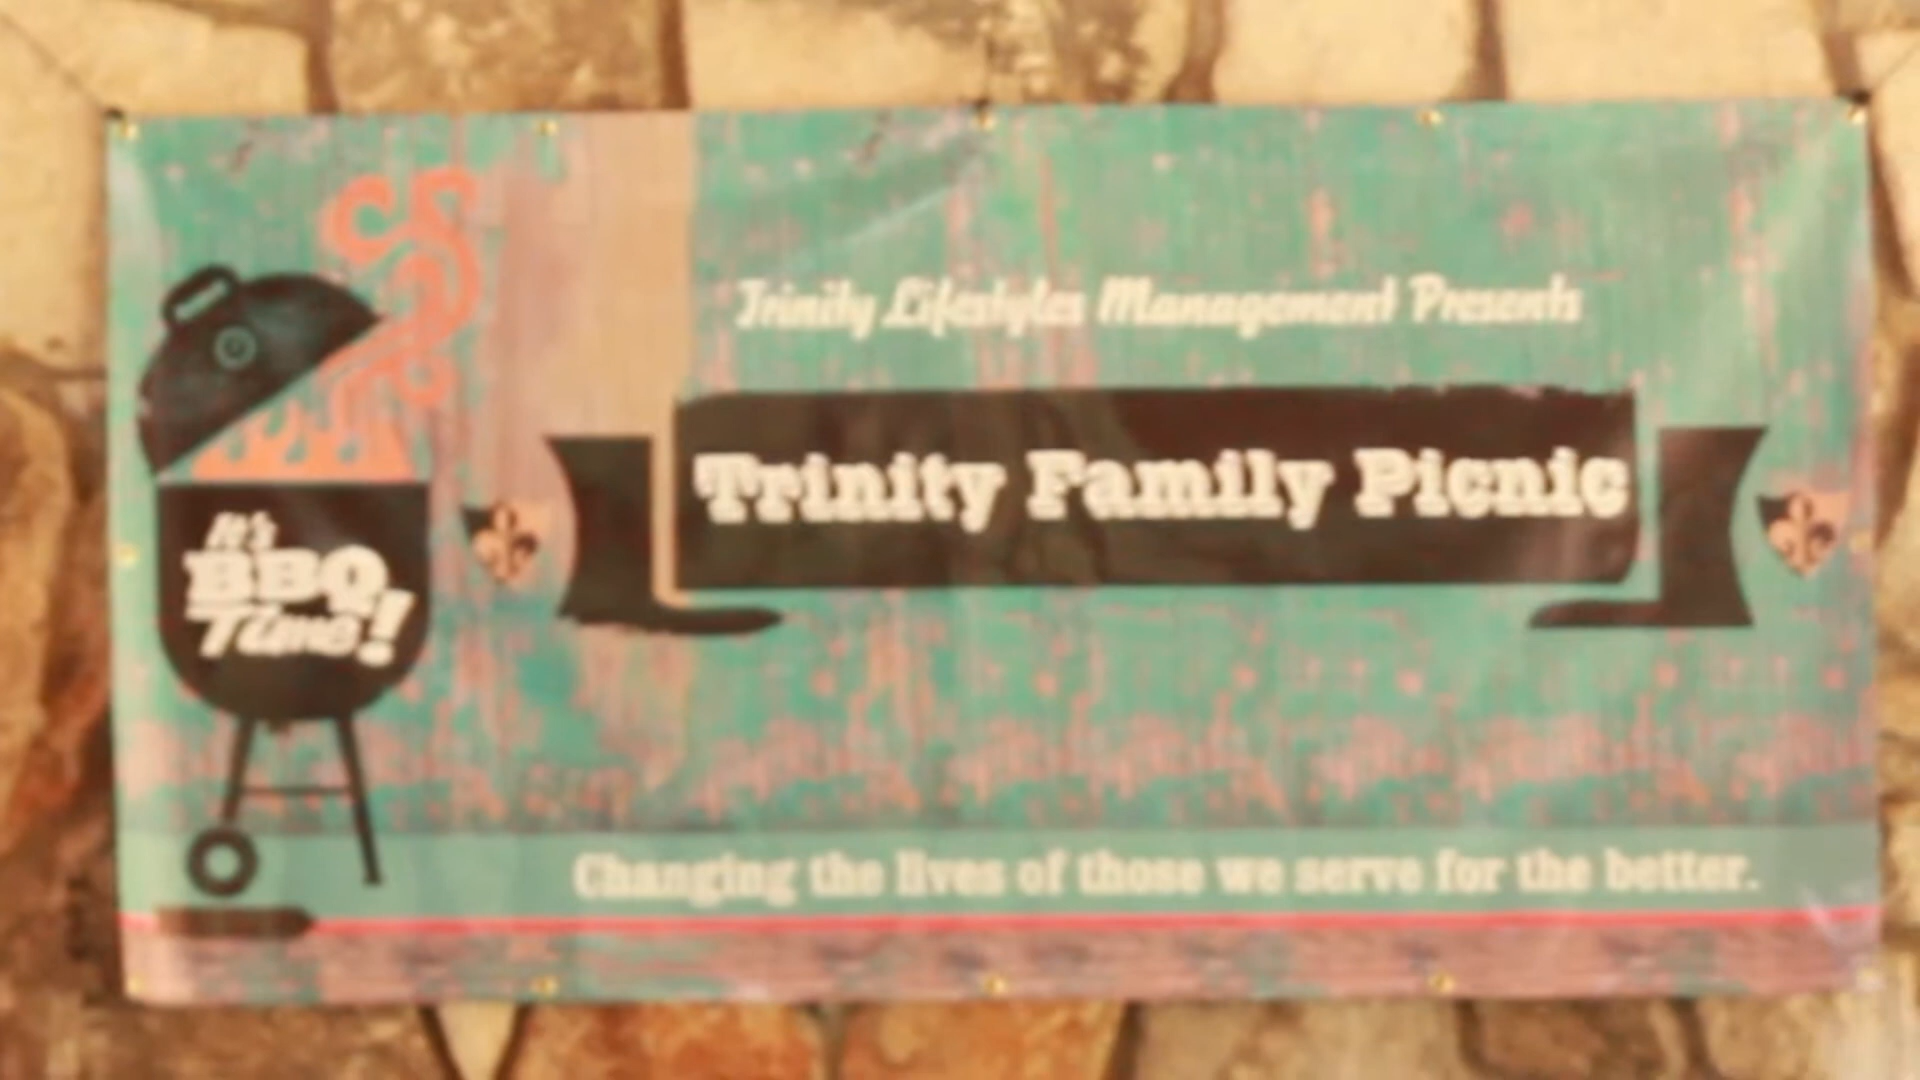 Trinity Lifestyles Management Presents
Trinity Family Picnic
It's
BBQ
Time!
Changing the lives of those we serve for the better.